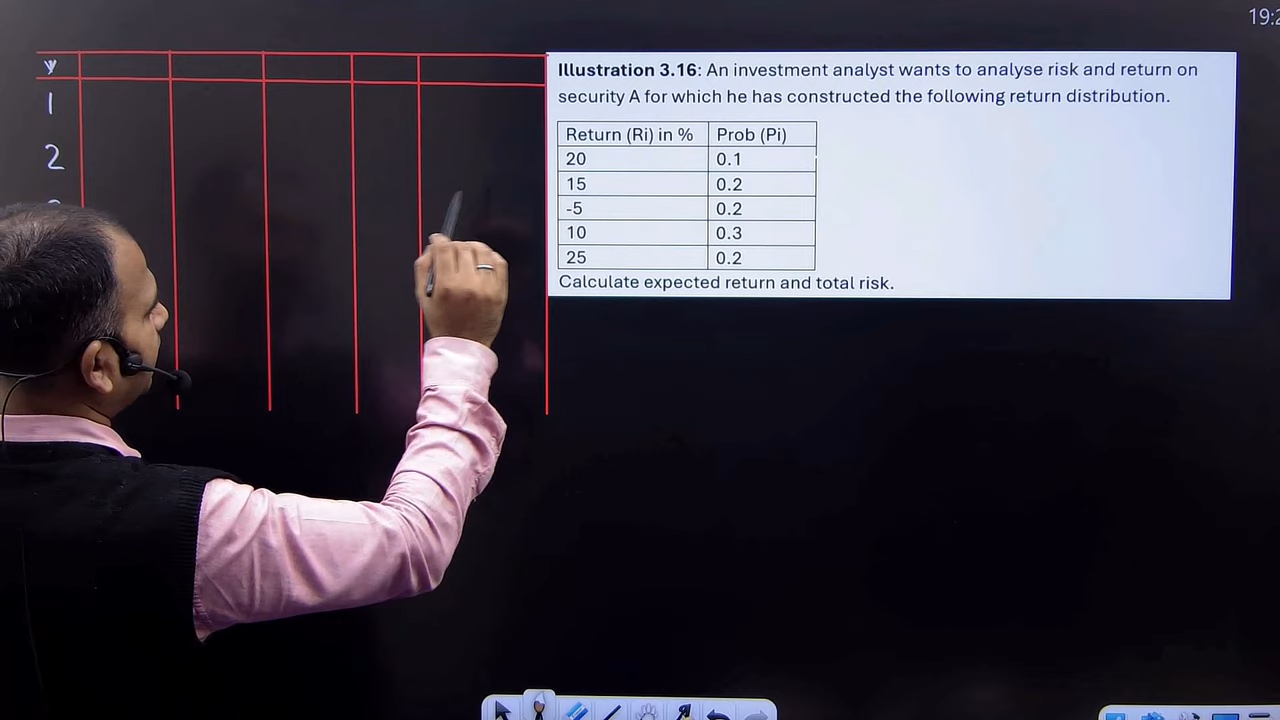 19:2
Y
1
2
Illustration 3.16: An investment analyst wants to analyse risk and return on
security A for which he has constructed the following return distribution.
Return (Ri) in % Prob (Pi)
20 0.1
15 0.2
-5 0.2
10 0.3
25 0.2
Calculate expected return and total risk.